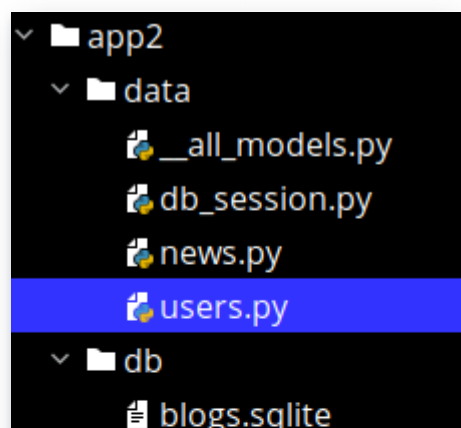 app2
data
__all_models.py
db_session.py
news.py
users.py
db
blogs.sqlite